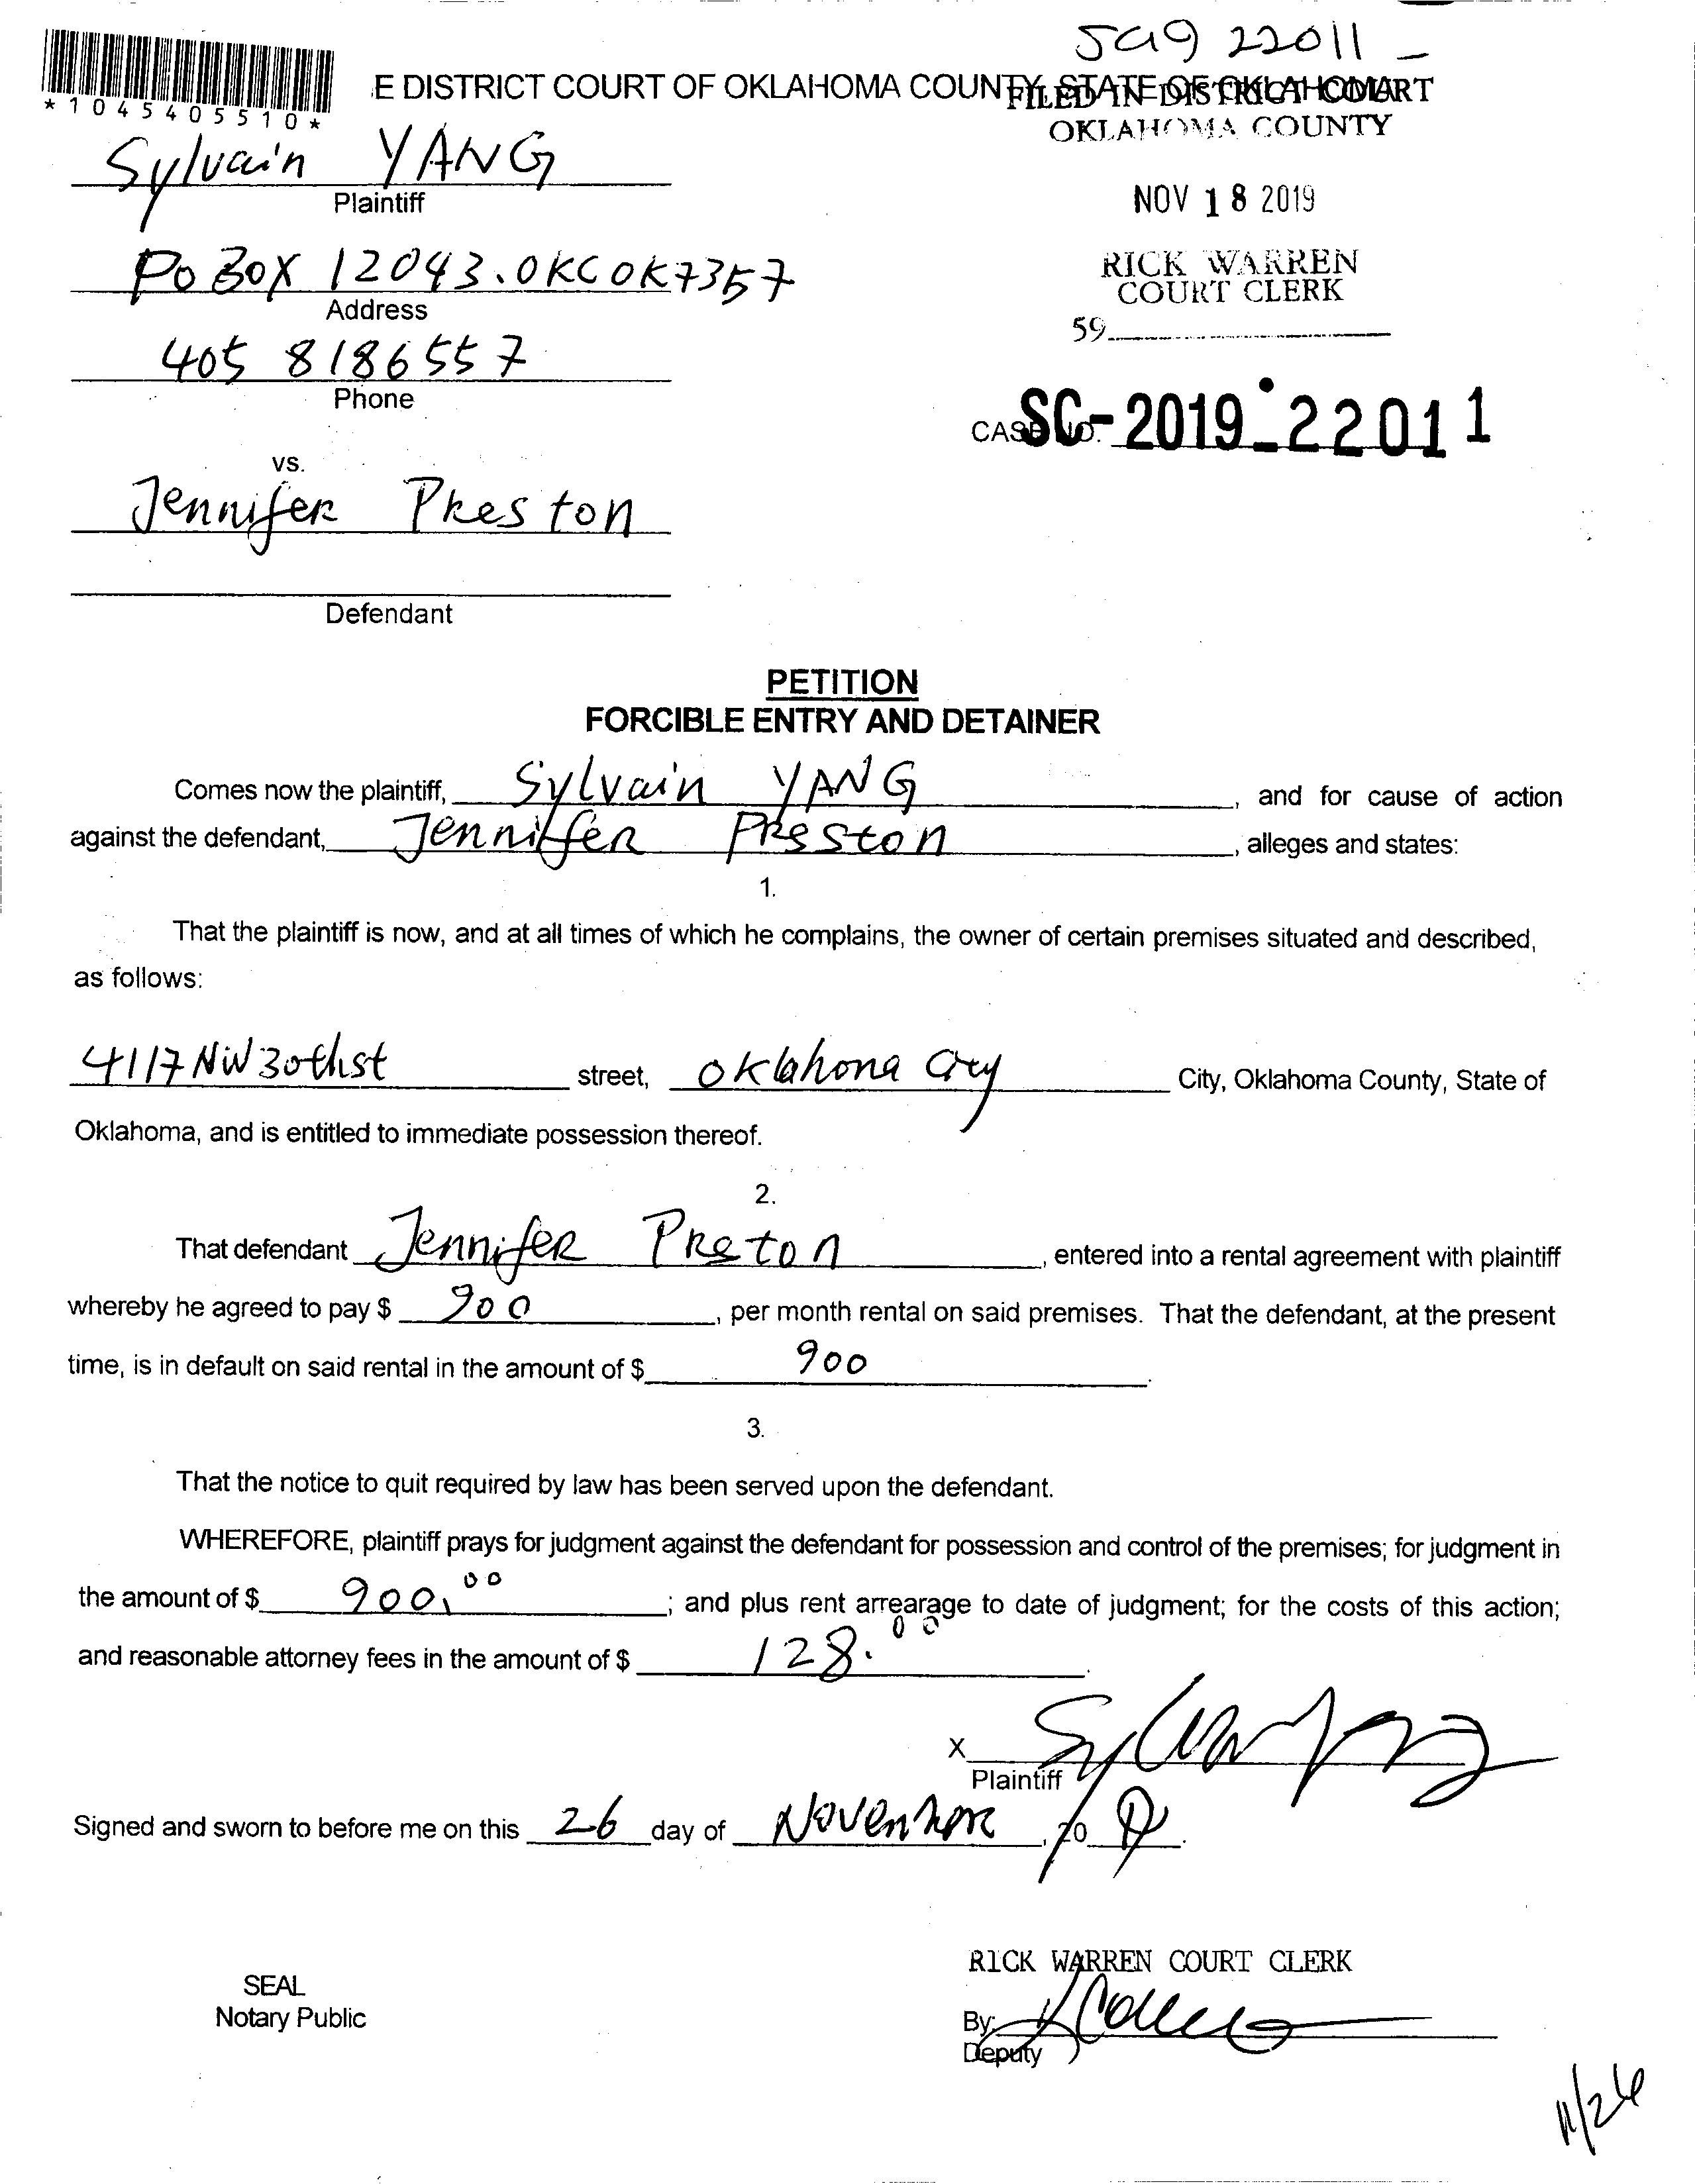 SC19 22011 -
*1045405510*
E DISTRICT COURT OF OKLAHOMA COUNTY, STATE OF OKLAHOMA
FILED IN DISTRICT COURT
OKLAHOMA COUNTY
Sylvain YANG
Plaintiff
NOV 18 2019
PO BOX 12043.OKC OK7357
Address
RICK WARREN
COURT CLERK
59
405 8186557
Phone
CASE NO. SC-2019-22011
vs.
Jennifer Preston
Defendant
PETITION
FORCIBLE ENTRY AND DETAINER
Comes now the plaintiff, Sylvain YANG, and for cause of action
against the defendant, Jenniffer Preston, alleges and states:
1.
That the plaintiff is now, and at all times of which he complains, the owner of certain premises situated and described,
as follows:
4117 NW 30th st street, Oklahona City City, Oklahoma County, State of
Oklahoma, and is entitled to immediate possession thereof.
2.
That defendant Jennifer Preton, entered into a rental agreement with plaintiff
whereby he agreed to pay $ 900, per month rental on said premises. That the defendant, at the present
time, is in default on said rental in the amount of $ 900.
3.
That the notice to quit required by law has been served upon the defendant.
WHEREFORE, plaintiff prays for judgment against the defendant for possession and control of the premises; for judgment in
the amount of $ 900.00; and plus rent arrearage to date of judgment; for the costs of this action;
and reasonable attorney fees in the amount of $ 128.00.
X
Plaintiff
Signed and sworn to before me on this 26 day of November, 20
RICK WARREN COURT CLERK
SEAL
Notary Public
By:
Deputy
11/26